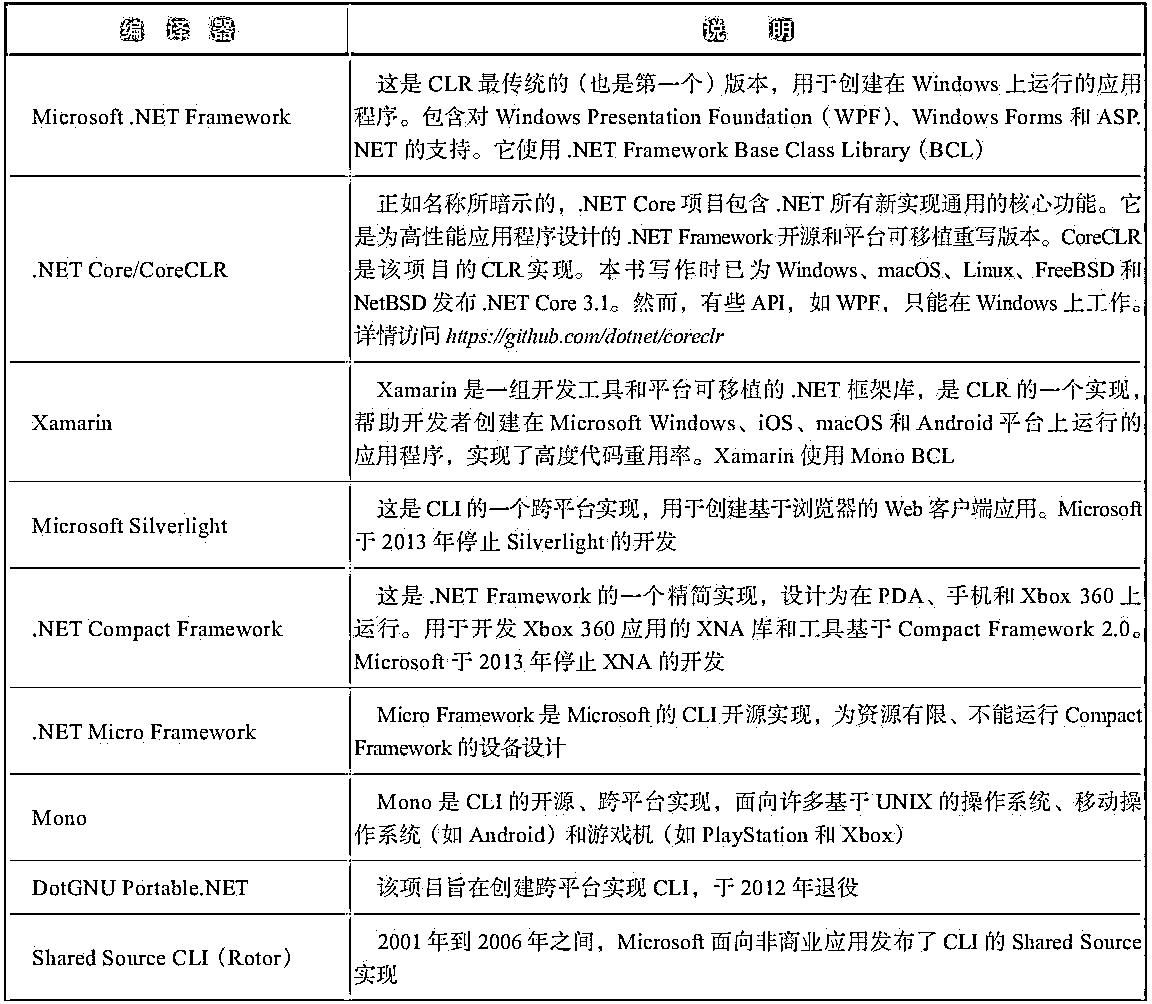 编译器 说明
Microsoft .NET Framework
这是 CLR 最传统的（也是第一个）版本，用于创建在 Windows 上运行的应用
程序。包含对 Windows Presentation Foundation（WPF）、Windows Forms 和 ASP.
NET 的支持。它使用 .NET Framework Base Class Library（BCL）
.NET Core/CoreCLR
正如名称所暗示的，.NET Core 项目包含 .NET 所有新实现通用的核心功能。它
是为高性能应用程序设计的 .NET Framework 开源和平台可移植重写版本。CoreCLR
是该项目的 CLR 实现。本书写作时已为 Windows、macOS、Linux、FreeBSD 和
NetBSD 发布 .NET Core 3.1。然而，有些 API，如 WPF，只能在 Windows 上工作。
详情访问 https://github.com/dotnet/coreclr
Xamarin
Xamarin 是一组开发工具和平台可移植的 .NET 框架库，是 CLR 的一个实现，
帮助开发者创建在 Microsoft Windows、iOS、macOS 和 Android 平台上运行的
应用程序，实现了高度代码重用率。Xamarin 使用 Mono BCL
Microsoft Silverlight
这是 CLI 的一个跨平台实现，用于创建基于浏览器的 Web 客户端应用。Microsoft
于 2013 年停止 Silverlight 的开发
.NET Compact Framework
这是 .NET Framework 的一个精简实现，设计为在 PDA、手机和 Xbox 360 上
运行。用于开发 Xbox 360 应用的 XNA 库和工具基于 Compact Framework 2.0。
Microsoft 于 2013 年停止 XNA 的开发
.NET Micro Framework
Micro Framework 是 Microsoft 的 CLI 开源实现，为资源有限、不能运行 Compact
Framework 的设备设计
Mono
Mono 是 CLI 的开源、跨平台实现，面向许多基于 UNIX 的操作系统、移动操
作系统（如 Android）和游戏机（如 PlayStation 和 Xbox）
DotGNU Portable.NET
该项目旨在创建跨平台实现 CLI，于 2012 年退役
Shared Source CLI（Rotor）
2001 年到 2006 年之间，Microsoft 面向非商业应用发布了 CLI 的 Shared Source
实现